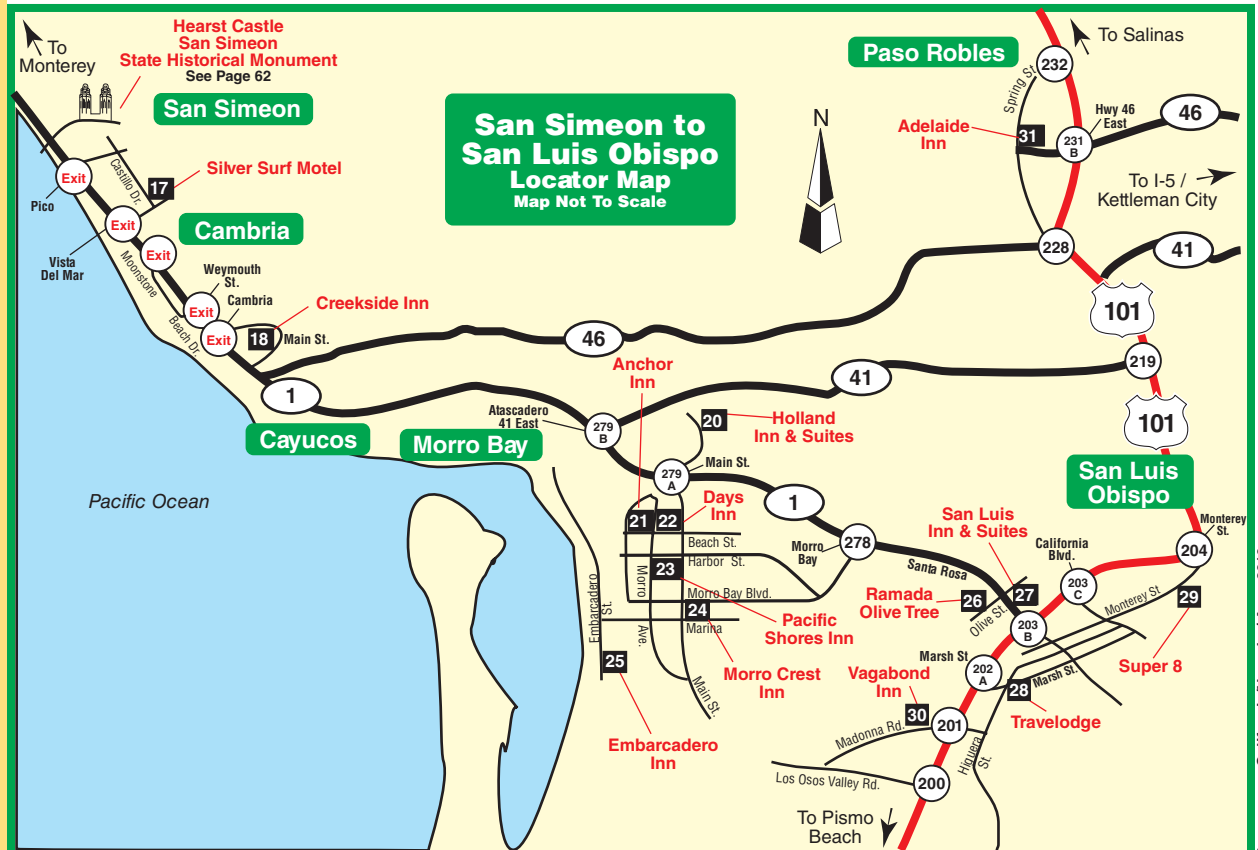 To
Monterey
Hearst Castle
San Simeon
State Historical Monument
See Page 62
San Simeon
San Simeon to
San Luis Obispo
Locator Map
Map Not To Scale
N
Paso Robles
To Salinas
232
Spring St.
Adelaide
Inn
31
231
B
Hwy 46
East
46
To I-5 /
Kettleman City
228
41
101
219
101
Exit
Pico
Castillo Dr.
17
Silver Surf Motel
Exit
Vista
Del Mar
Cambria
Exit
Moonstone
Beach Dr.
Weymouth
St.
Exit
Cambria
Exit
18
Main St.
Creekside Inn
46
1
41
Cayucos
Morro Bay
Atascadero
41 East
279
B
Anchor
Inn
20
Holland
Inn & Suites
279
A
Main St.
Days
Inn
1
21
22
Beach St.
Harbor St.
23
Morro
Ave.
Morro Bay Blvd.
24
Marina
Pacific
Shores Inn
Morro Crest
Inn
Main St.
Embarcadero
St.
25
Embarcadero
Inn
Pacific Ocean
Morro
Bay
278
Santa Rosa
San Luis
Inn & Suites
San Luis
Obispo
Monterey
St.
204
California
Blvd.
203
C
Monterey St
29
Super 8
Ramada
Olive Tree
26
27
Olive St.
203
B
Marsh St
202
A
Marsh St.
28
Travelodge
Vagabond
Inn
30
201
Madonna Rd.
Higuera
St.
Los Osos Valley Rd.
200
To Pismo
Beach